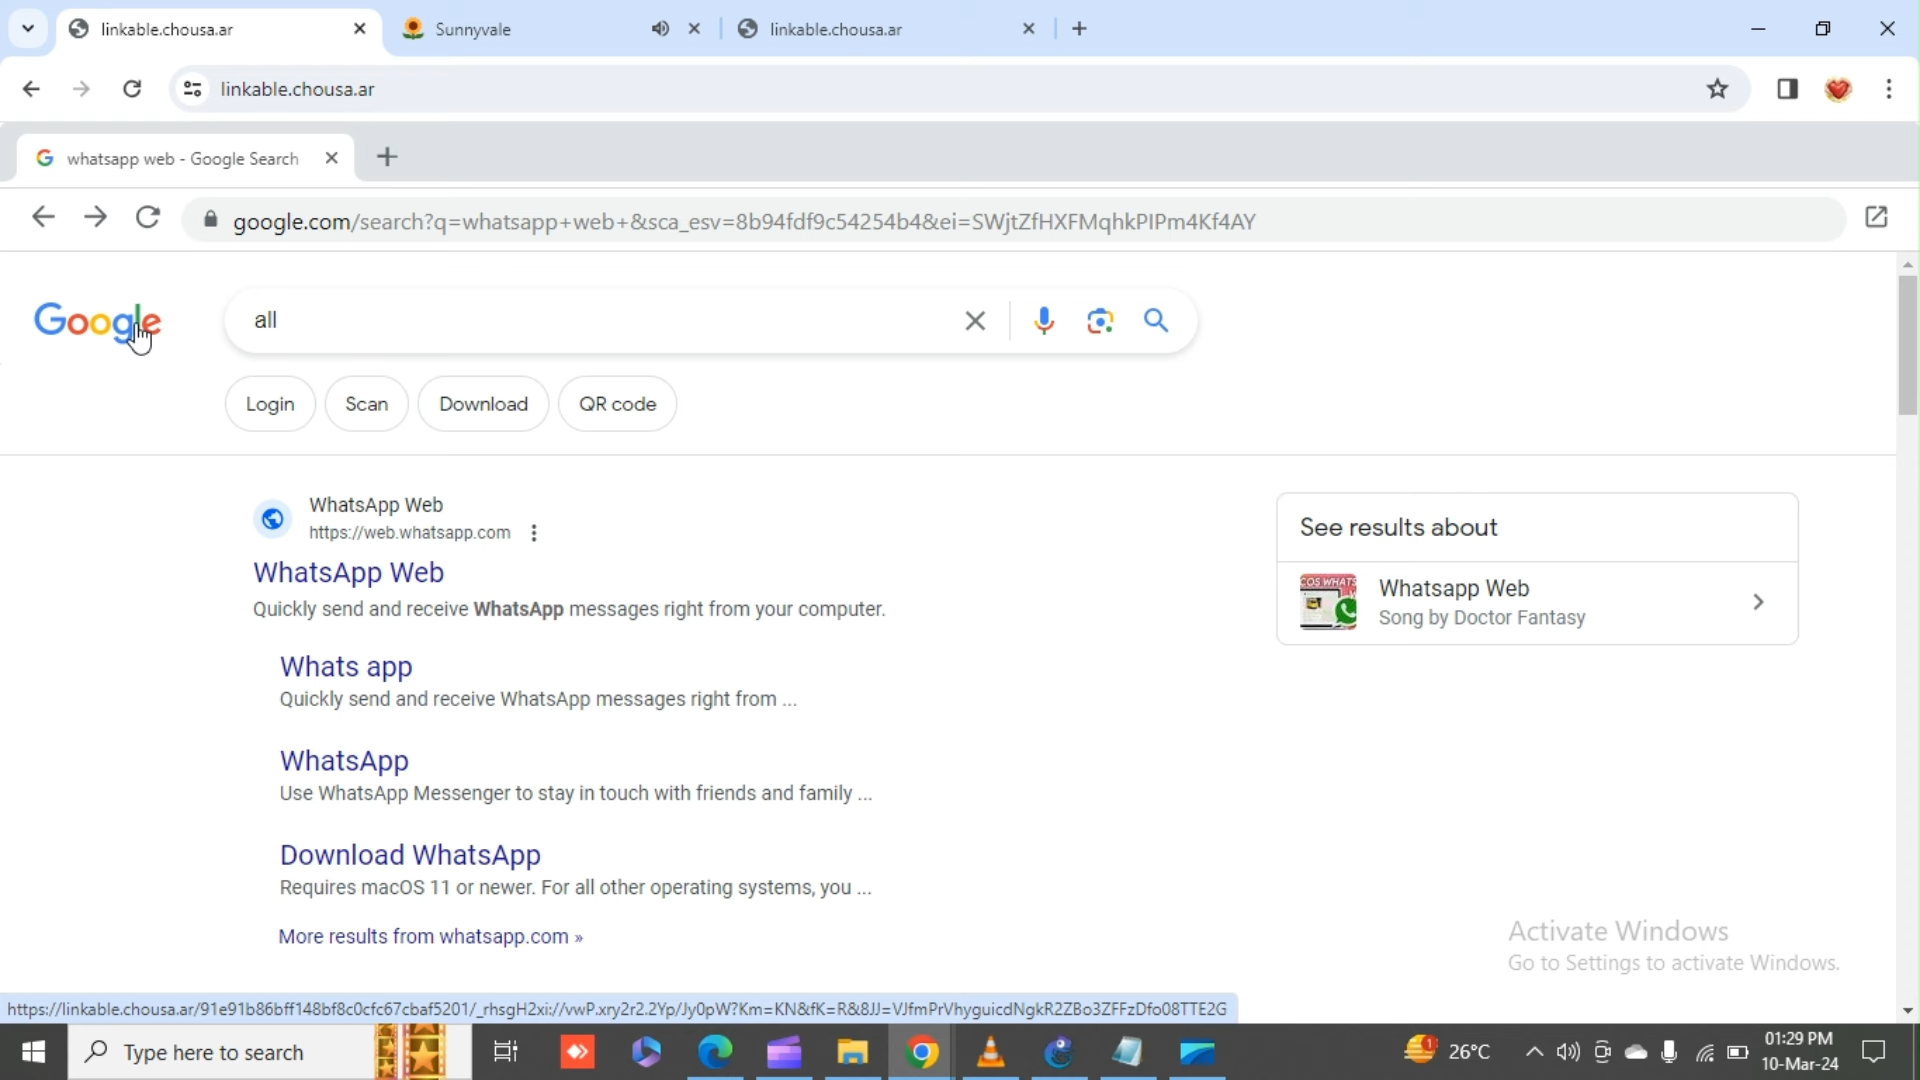 linkable.chousa.ar
Sunnyvale
linkable.chousa.ar
linkable.chousa.ar
whatsapp web - Google Search
google.com/search?q=whatsapp+web+&sca_esv=8b94fdf9c54254b4&ei=SWjtZfHXFMqhkPIPm4Kf4AY
Google
all
Login
Scan
Download
QR code
WhatsApp Web
https://web.whatsapp.com
WhatsApp Web
Quickly send and receive WhatsApp messages right from your computer.
Whats app
Quickly send and receive WhatsApp messages right from ...
WhatsApp
Use WhatsApp Messenger to stay in touch with friends and family ...
Download WhatsApp
Requires macOS 11 or newer. For all other operating systems, you ...
More results from whatsapp.com »
See results about
COS WHATS
Whatsapp Web
Song by Doctor Fantasy
Activate Windows
Go to Settings to activate Windows.
https://linkable.chousa.ar/91e91b86bff148bf8c0cfc67cbaf5201/_rhsgH2xi://vwP.xry2r2.2Yp/Jy0pW?Km=KN&fK=R&8JJ=VJfmPrVhyguicdNgkR2ZBo3ZFFzDfo08TTE2G
Type here to search
1
26°C
01:29 PM
10-Mar-24